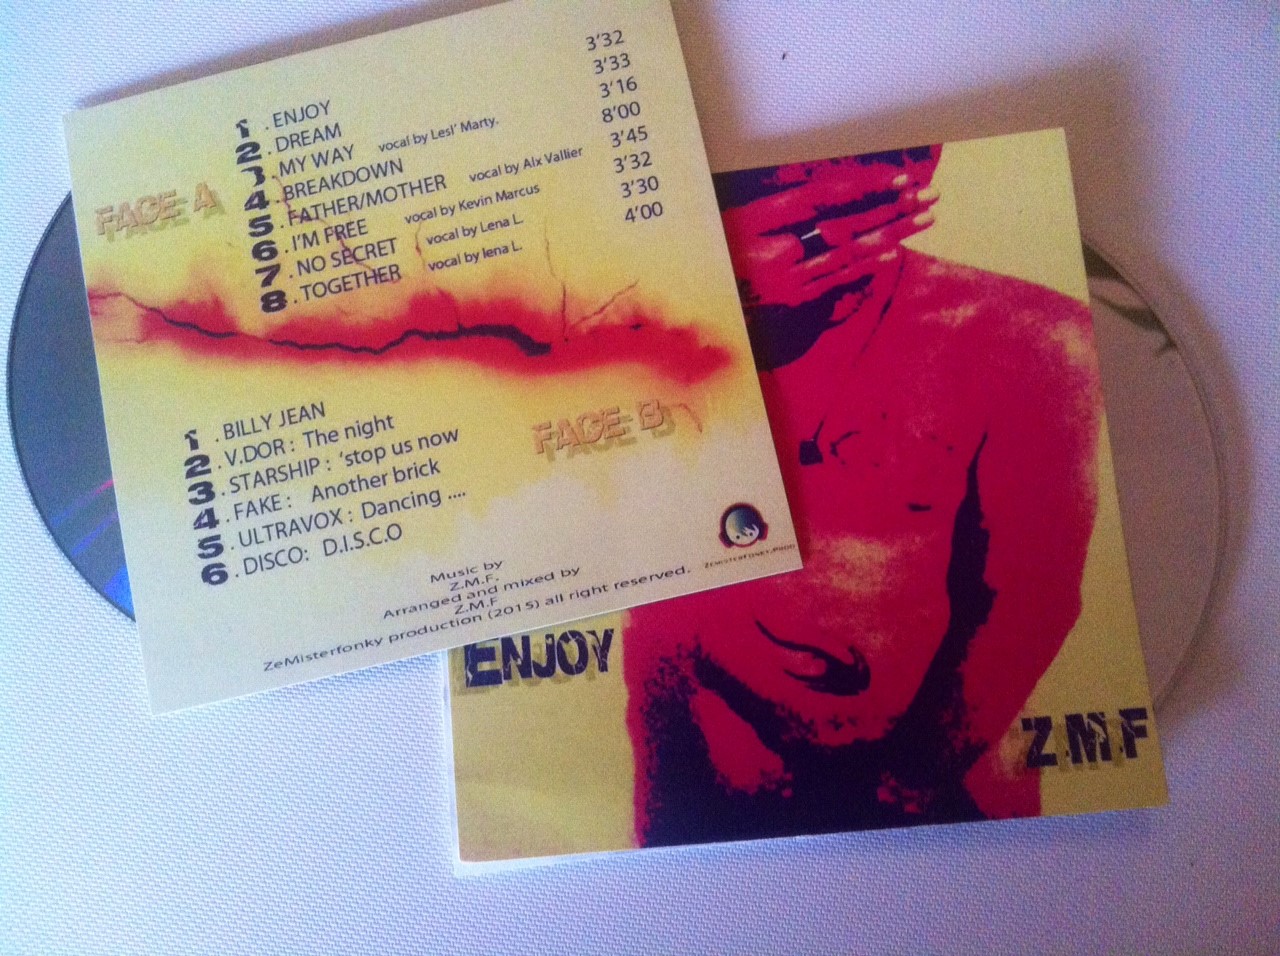 FACE A
1 . ENJOY 3'32
2 . DREAM 3'33
3 . MY WAY vocal by Lesl' Marty. 3'16
4 . BREAKDOWN 8'00
5 . FATHER/MOTHER vocal by Alx Vallier 3'45
6 . I'M FREE vocal by Kevin Marcus 3'32
7 . NO SECRET vocal by Lena L. 3'30
8 . TOGETHER vocal by lena L. 4'00
FACE B
1 . BILLY JEAN
2 . V.DOR : The night
3 . STARSHIP : 'stop us now
4 . FAKE : Another brick
5 . ULTRAVOX : Dancing ....
6 . DISCO: D.I.S.C.O
Music by
Z.M.F.
Arranged and mixed by
Z.M.F
ZeMisterfonky production (2015) all right reserved.
ZeMisterFonky.Prod
ENJOY
Z M F